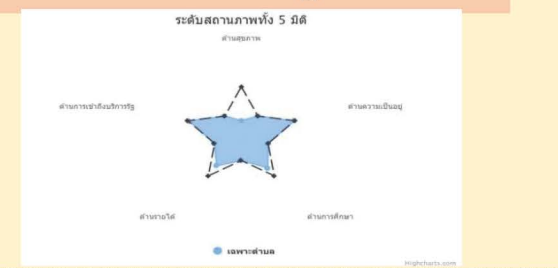 ระดับสถานภาพทั้ง 5 มิติ
ด้านสุขภาพ
ด้านการเข้าถึงบริการรัฐ
ด้านความเป็นอยู่
ด้านรายได้
ด้านการศึกษา
เฉพาะตำบล
Highcharts.com